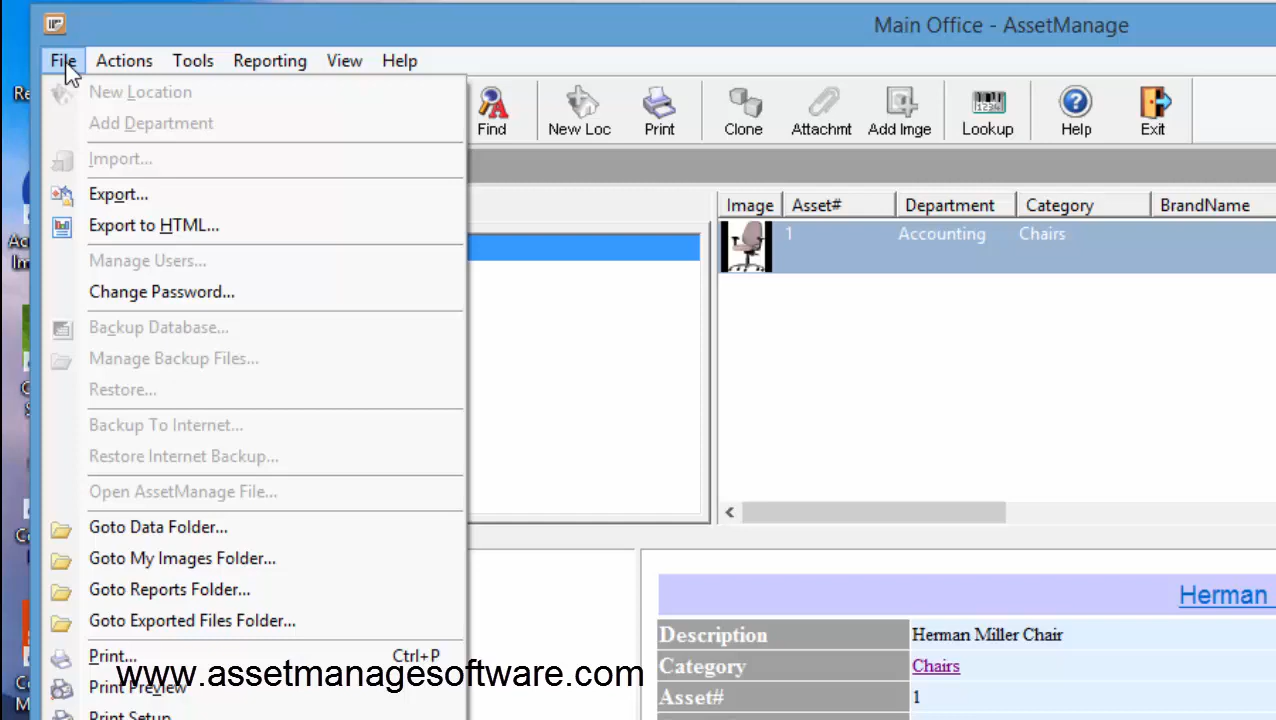 Main Office - AssetManage
File Actions Tools Reporting View Help
New Location
Add Department
Import...
Export...
Export to HTML...
Manage Users...
Change Password...
Backup Database...
Manage Backup Files...
Restore...
Backup To Internet...
Restore Internet Backup...
Open AssetManage File...
Goto Data Folder...
Goto My Images Folder...
Goto Reports Folder...
Goto Exported Files Folder...
Print... Ctrl+P
Print Preview
Print Setup
Find New Loc Print Clone Attachmt Add Imge Lookup Help Exit
Image Asset# Department Category BrandName
1 Accounting Chairs
Herman
Description Herman Miller Chair
Category Chairs
Asset# 1
www.assetmanagesoftware.com